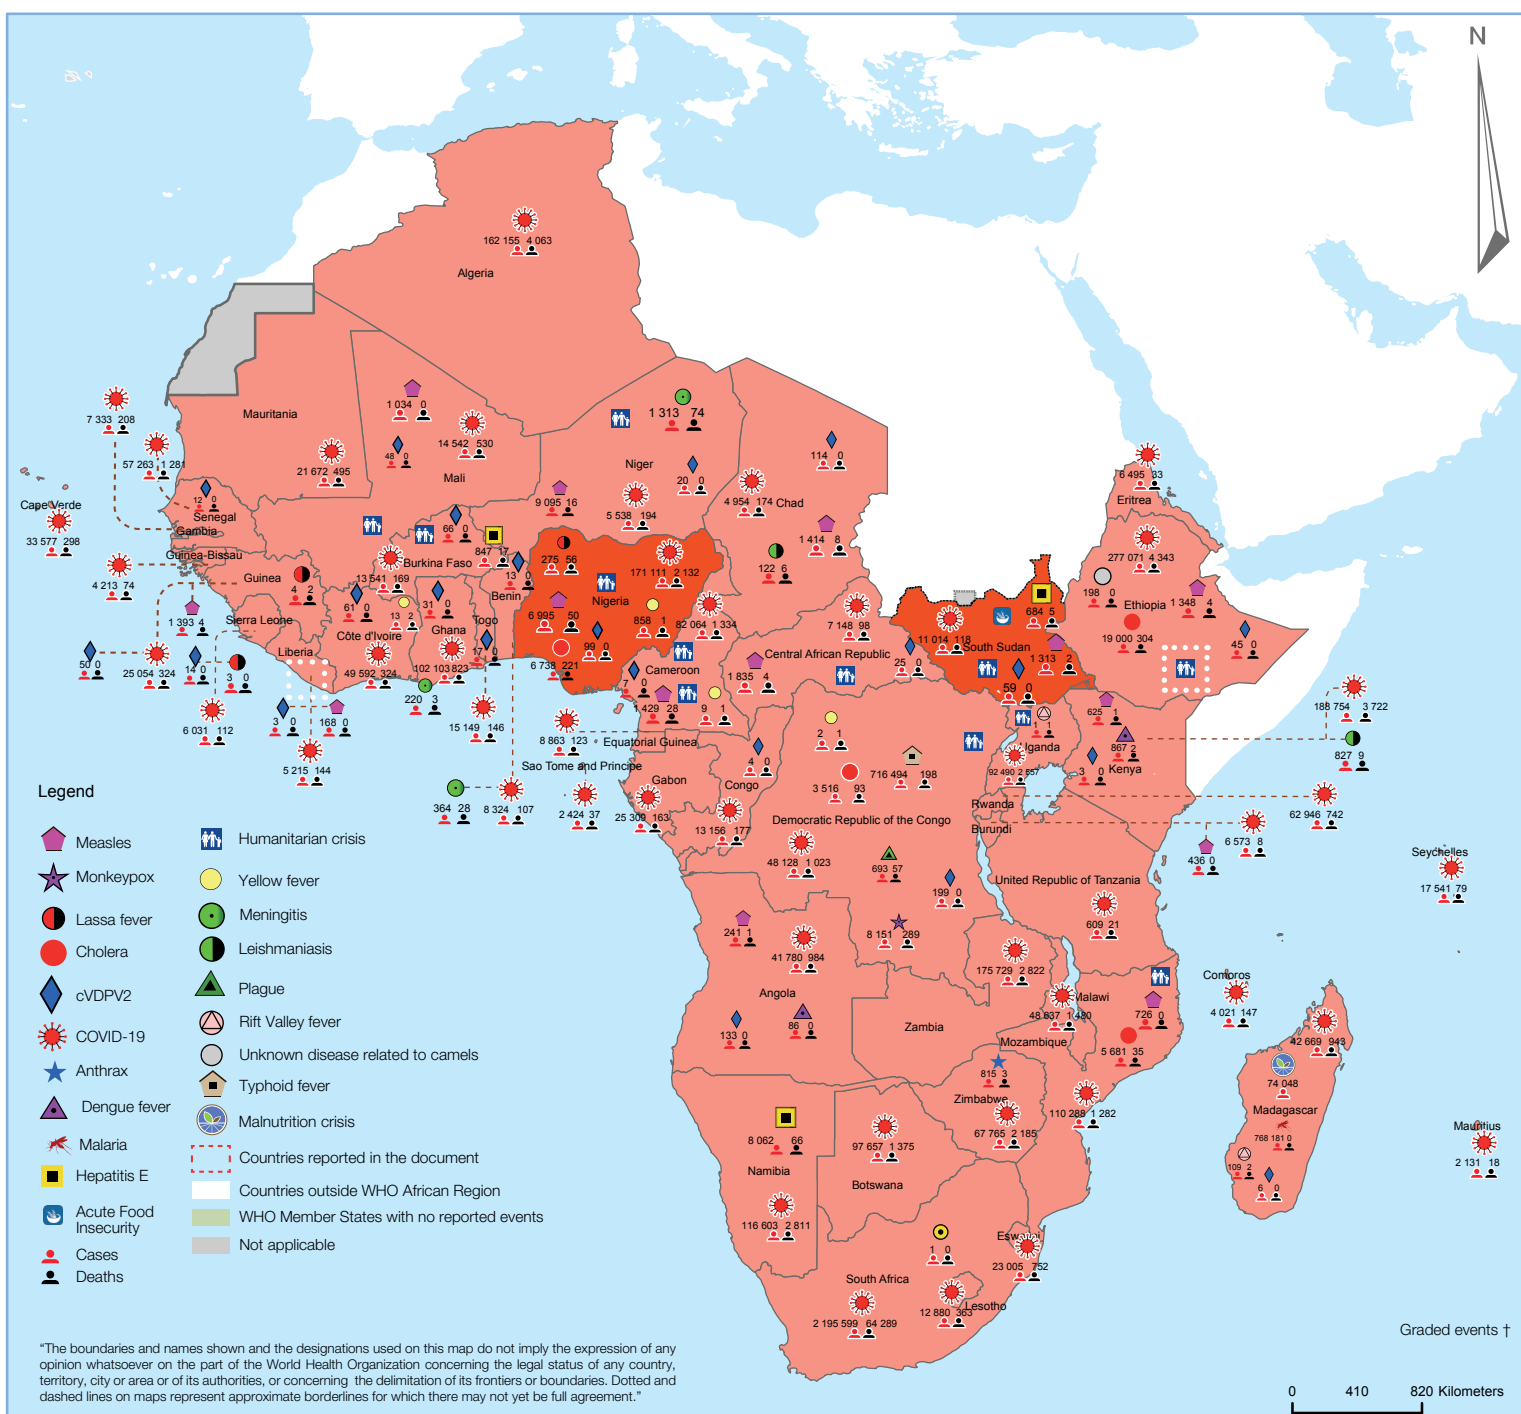 N
162 155 4 063
Algeria
7 333 208
57 263 1 281
Mauritania
21 672 495
1 034 0
14 542 530
48 0
Mali
1 313 74
Niger
20 0
9 095 16
5 538 194
114 0
4 954 174
Chad
1 414 8
122 6
6 495 33
Eritrea
277 071 4 343
198 0
Ethiopia
1 348 4
19 000 304
45 0
Cape Verde
33 577 298
12 0
Senegal
Gambia
Guinea-Bissau
4 213 74
Guinea
4 2
1 393 4
Sierra Leone
Liberia
50 0
25 054 324
14 0
3 0
6 031 112
3 0
168 0
5 215 144
66 0
Burkina Faso
13 541 169
847 17
13 0
Benin
61 0
13 2
31 0
Côte d'Ivoire
Ghana
Togo
17 0
49 592 324
102 103 823
220 3
15 149 146
364 28
8 324 107
275 56
171 111 2 132
Nigeria
6 995 50
858 1
99 0
6 738 221
82 064 1 334
Cameroon
7 0
1 429 28
9 1
8 863 123
Equatorial Guinea
Sao Tome and Principe
2 424 37
Gabon
25 309 163
Congo
4 0
13 156 177
7 148 98
Central African Republic
1 835 4
25 0
684 5
11 014 118
South Sudan
1 313 2
59 0
2 1
716 494 198
3 516 93
Democratic Republic of the Congo
48 128 1 023
693 57
199 0
8 151 289
1 1
Uganda
92 490 2 557
625 1
867 2
Kenya
3 0
188 754 3 722
827 9
Rwanda
Burundi
62 946 742
6 573 8
436 0
Seychelles
17 541 79
United Republic of Tanzania
609 21
241 1
41 780 984
Angola
133 0
86 0
175 729 2 822
Zambia
Malawi
48 637 1 480
Mozambique
726 0
5 681 35
110 288 1 282
Comoros
4 021 147
42 669 943
74 048
Madagascar
768 181 0
109 2
6 0
Mauritius
2 131 18
815 3
Zimbabwe
67 765 2 185
8 062 66
Namibia
116 603 2 811
97 657 1 375
Botswana
1 0
Eswatini
23 005 752
South Africa
2 195 599 64 289
12 880 363
Lesotho
Legend
Measles
Monkeypox
Lassa fever
Cholera
cVDPV2
COVID-19
Anthrax
Dengue fever
Malaria
Hepatitis E
Acute Food
Insecurity
Cases
Deaths
Humanitarian crisis
Yellow fever
Meningitis
Leishmaniasis
Plague
Rift Valley fever
Unknown disease related to camels
Typhoid fever
Malnutrition crisis
Countries reported in the document
Countries outside WHO African Region
WHO Member States with no reported events
Not applicable
Graded events †
0 410 820 Kilometers
“The boundaries and names shown and the designations used on this map do not imply the expression of any
opinion whatsoever on the part of the World Health Organization concerning the legal status of any country,
territory, city or area or of its authorities, or concerning the delimitation of its frontiers or boundaries. Dotted and
dashed lines on maps represent approximate borderlines for which there may not yet be full agreement.”